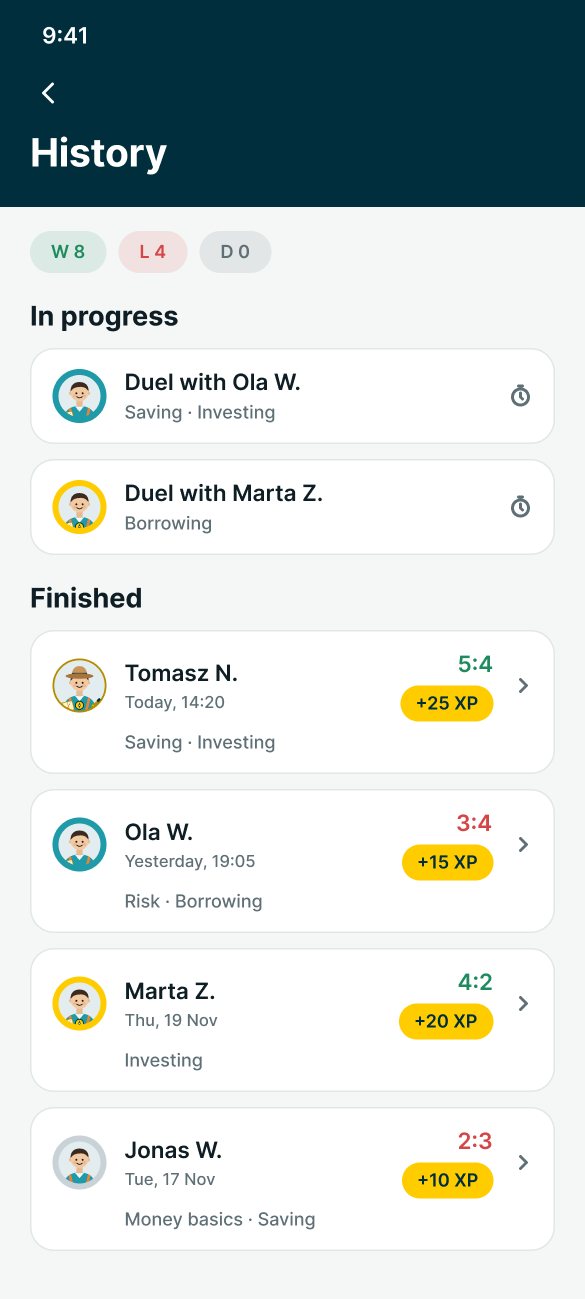 9:41
History
W 8
L 4
D 0
In progress
Duel with Ola W.
Saving · Investing
Duel with Marta Z.
Borrowing
Finished
Tomasz N.
Today, 14:20
Saving · Investing
5:4
+25 XP
Ola W.
Yesterday, 19:05
Risk · Borrowing
3:4
+15 XP
Marta Z.
Thu, 19 Nov
Investing
4:2
+20 XP
Jonas W.
Tue, 17 Nov
Money basics · Saving
2:3
+10 XP